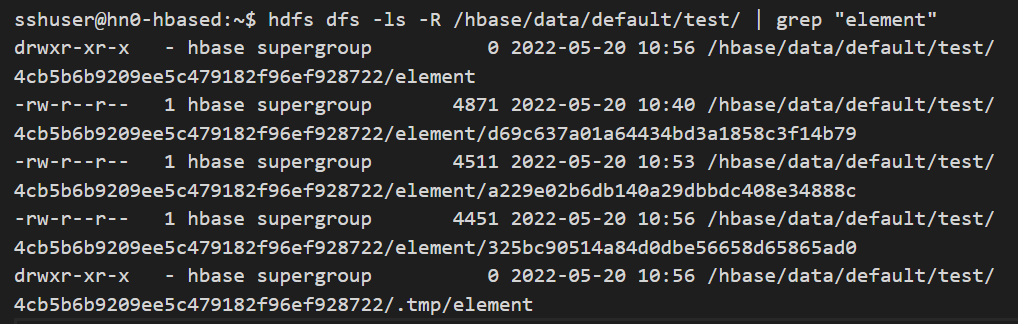 sshuser@hn0-hbased:~$ hdfs dfs -ls -R /hbase/data/default/test/ | grep "element"
drwxr-xr-x   - hbase supergroup          0 2022-05-20 10:56 /hbase/data/default/test/
4cb5b6b9209ee5c479182f96ef928722/element
-rw-r--r--   1 hbase supergroup       4871 2022-05-20 10:40 /hbase/data/default/test/
4cb5b6b9209ee5c479182f96ef928722/element/d69c637a01a64434bd3a1858c3f14b79
-rw-r--r--   1 hbase supergroup       4511 2022-05-20 10:53 /hbase/data/default/test/
4cb5b6b9209ee5c479182f96ef928722/element/a229e02b6db140a29dbbdc408e34888c
-rw-r--r--   1 hbase supergroup       4451 2022-05-20 10:56 /hbase/data/default/test/
4cb5b6b9209ee5c479182f96ef928722/element/325bc90514a84d0dbe56658d65865ad0
drwxr-xr-x   - hbase supergroup          0 2022-05-20 10:56 /hbase/data/default/test/
4cb5b6b9209ee5c479182f96ef928722/.tmp/element